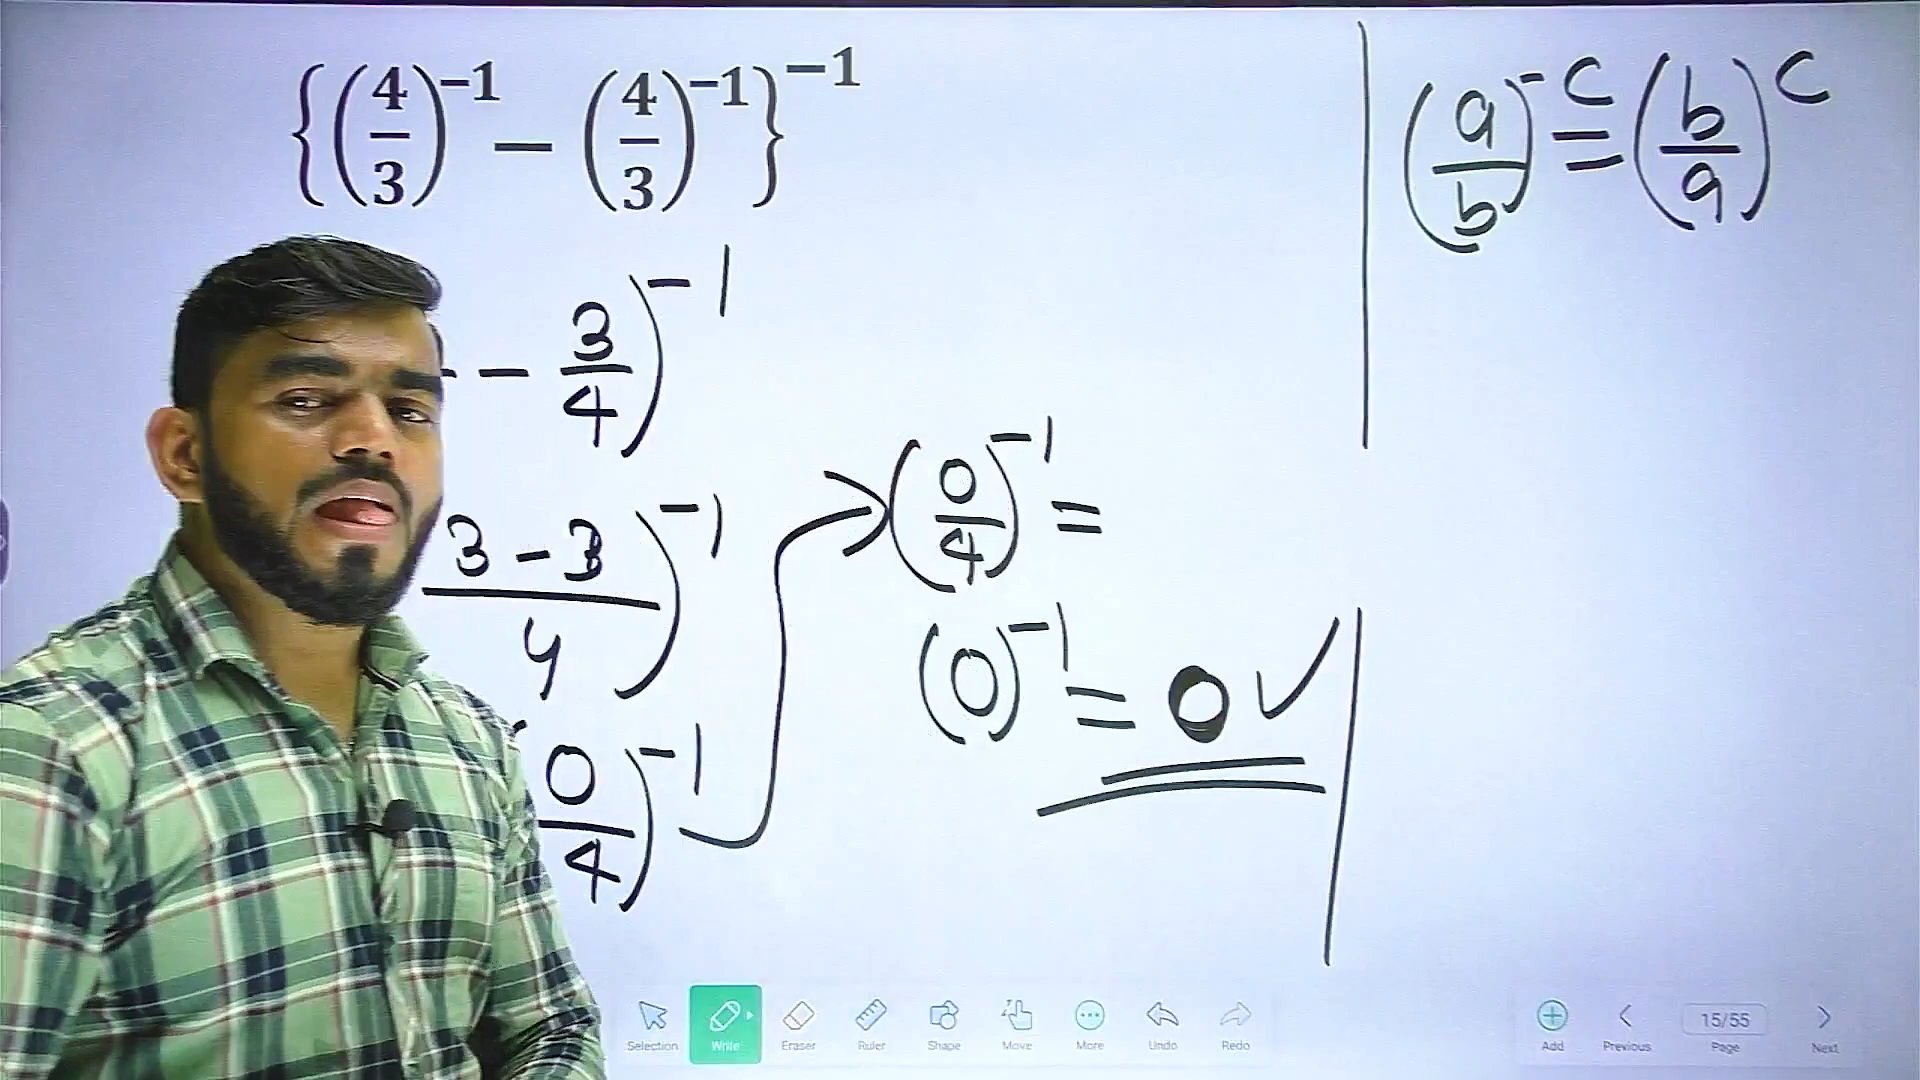 {(4/3)^-1 - (4/3)^-1}^-1
(a/b)^-c = (b/a)^c
- 3/4)^-1
3-3/4)^-1
0/4)^-1
(0/4)^-1 =
(0)^-1 = 0 ✓
Selection Write Eraser Ruler Shape Move More Undo Redo Add Previous 15/55 Page Next